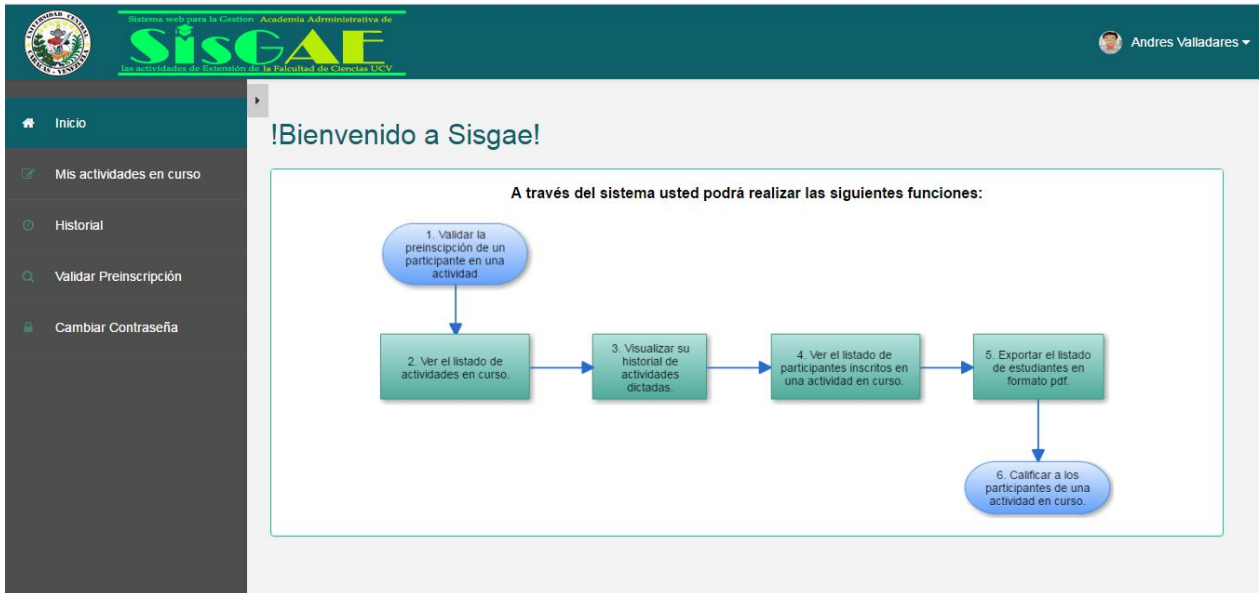 Sistema web para la Gestion Academia Adrministrativa de
SisGAE
las actividades de Extensión de la Falcultad de Ciencias UCV
UNIVERSIDAD CENTRAL
CARACAS - VENEZUELA
Andres Valladares
Inicio
Mis actividades en curso
Historial
Validar Preinscripción
Cambiar Contraseña
!Bienvenido a Sisgae!
A través del sistema usted podrá realizar las siguientes funciones:
1. Validar la
preinscipción de un
participante en una
actividad
2. Ver el listado de
actividades en curso.
3. Visualizar su
historial de
actividades
dictadas.
4. Ver el listado de
participantes inscritos en
una actividad en curso.
5. Exportar el listado
de estudiantes en
formato pdf.
6. Calificar a los
participantes de una
actividad en curso.